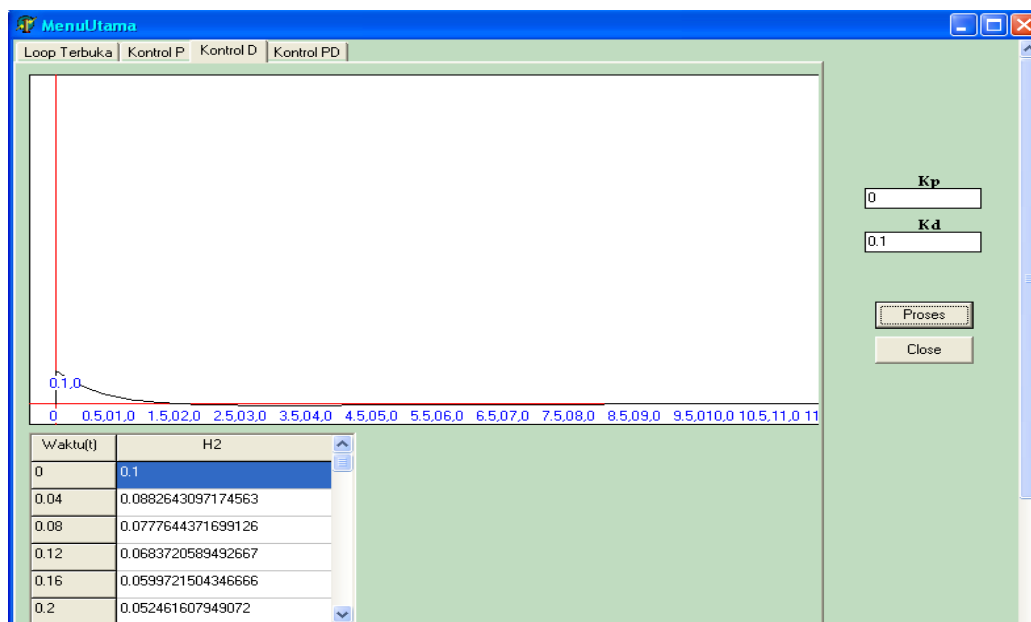 MenuUtama
Loop Terbuka Kontrol P Kontrol D Kontrol PD
Kp
0
Kd
0.1
Proses
Close
0.1,0
0 0.5,01,0 1.5,02,0 2.5,03,0 3.5,04,0 4.5,05,0 5.5,06,0 6.5,07,0 7.5,08,0 8.5,09,0 9.5,010,0 10.5,11,0 11
Waktu(t) H2
0 0.1
0.04 0.0882643097174563
0.08 0.0777644371699126
0.12 0.0683720589492667
0.16 0.0599721504346666
0.2 0.052461607949072